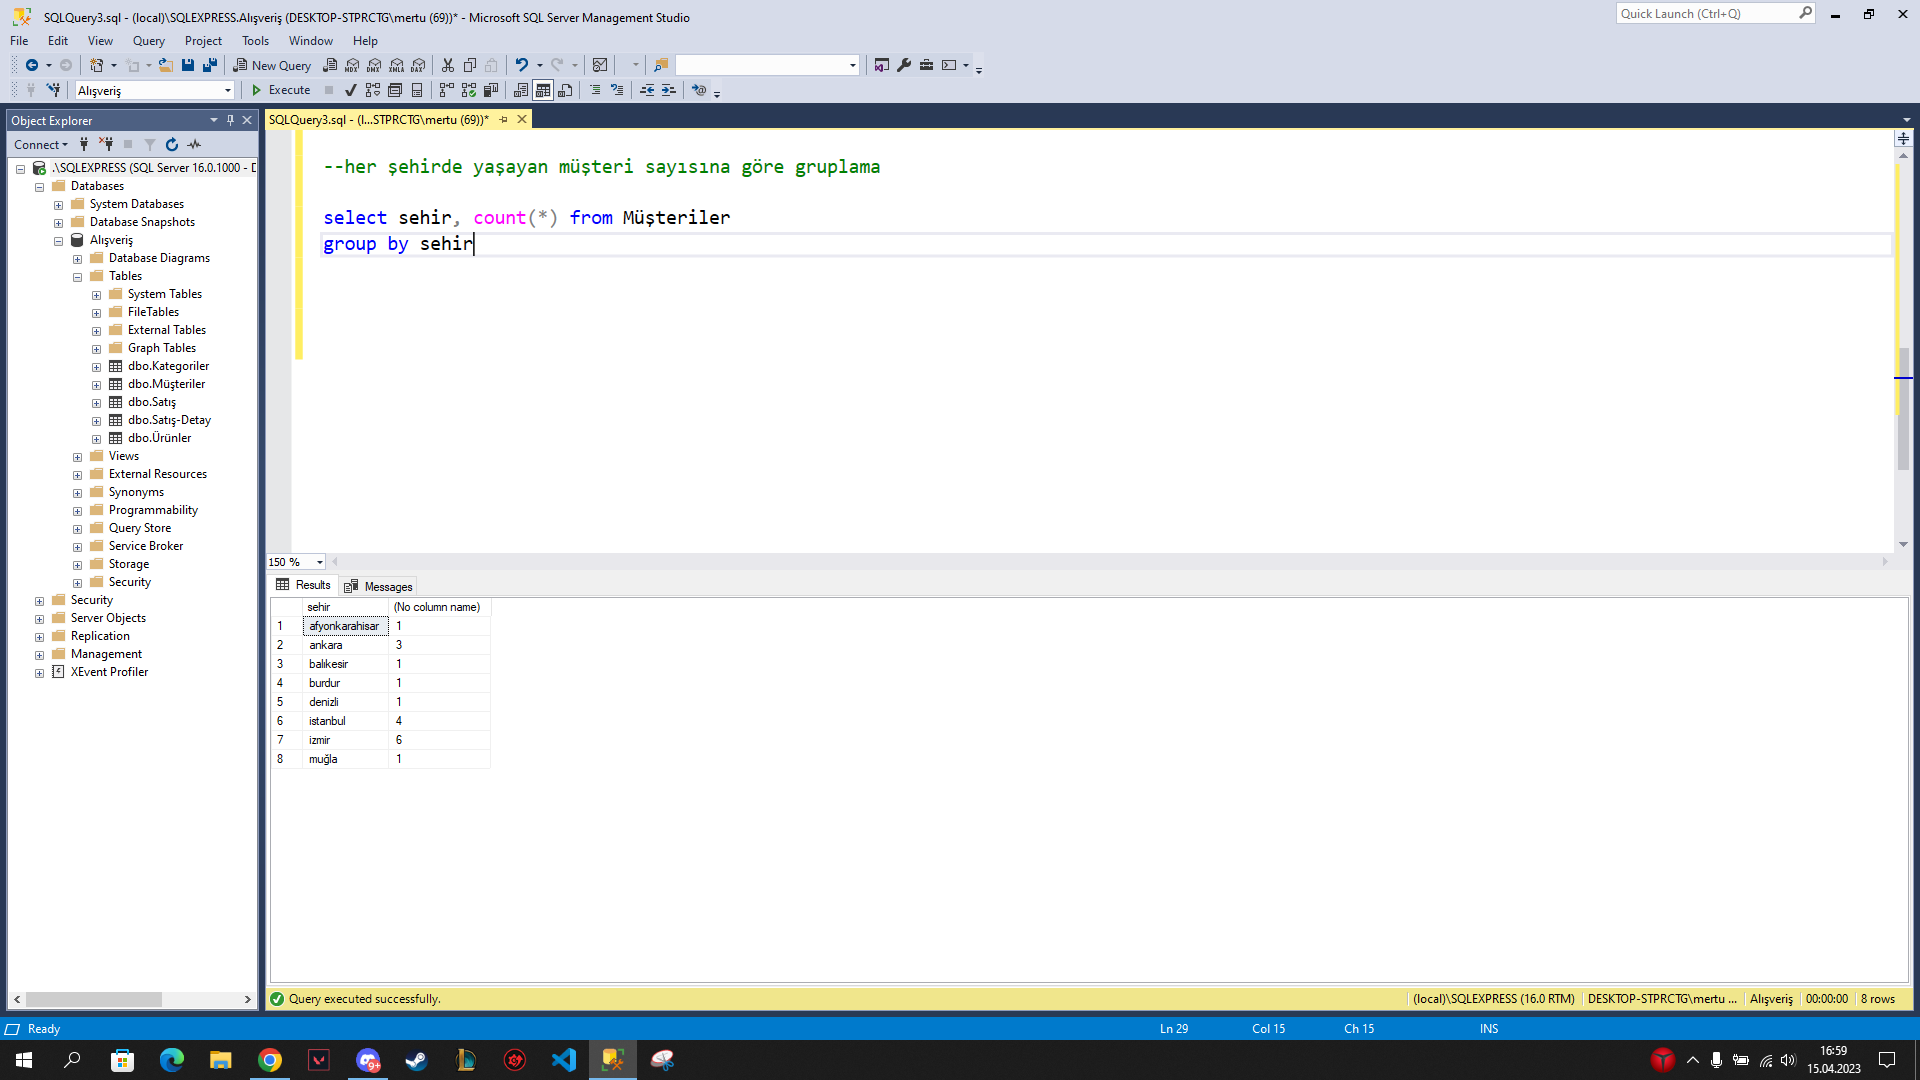 SQLQuery3.sql - (local)\SQLEXPRESS.Alışveriş (DESKTOP-STPRCTG\mertu (69))* - Microsoft SQL Server Management Studio
Quick Launch (Ctrl+Q)
File Edit View Query Project Tools Window Help
New Query
MDX DMX XMLA DAX
Alışveriş
Execute
Object Explorer
SQLQuery3.sql - (l...STPRCTG\mertu (69))*
Connect
.\SQLEXPRESS (SQL Server 16.0.1000 - D
Databases
System Databases
Database Snapshots
Alışveriş
Database Diagrams
Tables
System Tables
FileTables
External Tables
Graph Tables
dbo.Kategoriler
dbo.Müşteriler
dbo.Satış
dbo.Satış-Detay
dbo.Ürünler
Views
External Resources
Synonyms
Programmability
Query Store
Service Broker
Storage
Security
Security
Server Objects
Replication
Management
XEvent Profiler
--her şehirde yaşayan müşteri sayısına göre gruplama
select sehir, count(*) from Müşteriler
group by sehir
150 %
Results Messages
sehir (No column name)
1 afyonkarahisar 1
2 ankara 3
3 balıkesir 1
4 burdur 1
5 denizli 1
6 istanbul 4
7 izmir 6
8 muğla 1
Query executed successfully.
(local)\SQLEXPRESS (16.0 RTM) DESKTOP-STPRCTG\mertu ... Alışveriş 00:00:00 8 rows
Ready
Ln 29 Col 15 Ch 15 INS
9+
16:59
15.04.2023